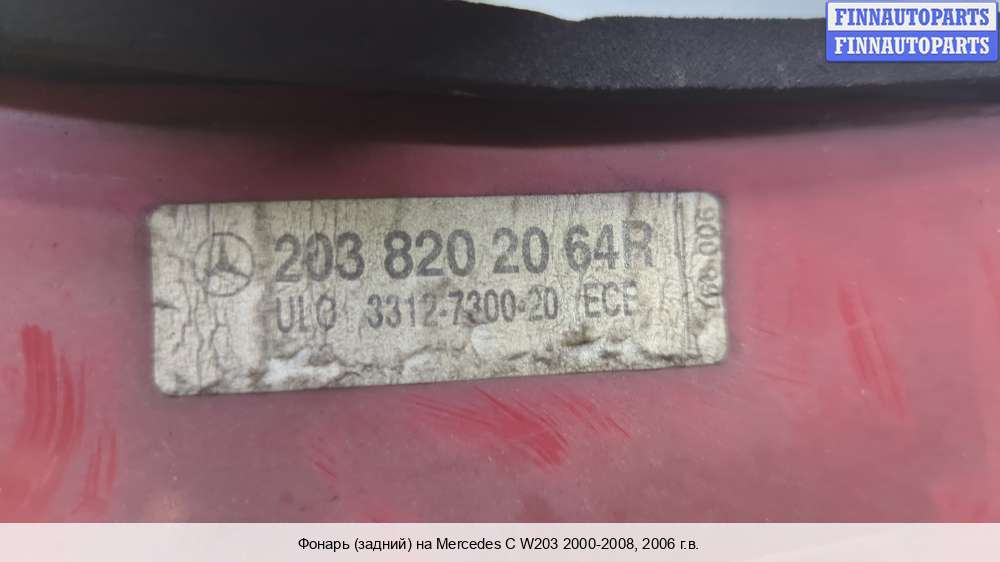 FINNAUTOPARTS
FINNAUTOPARTS
203 820 20 64R
ULO 3312-7300-20 ECE
Фонарь (задний) на Mercedes C W203 2000-2008, 2006 г.в.